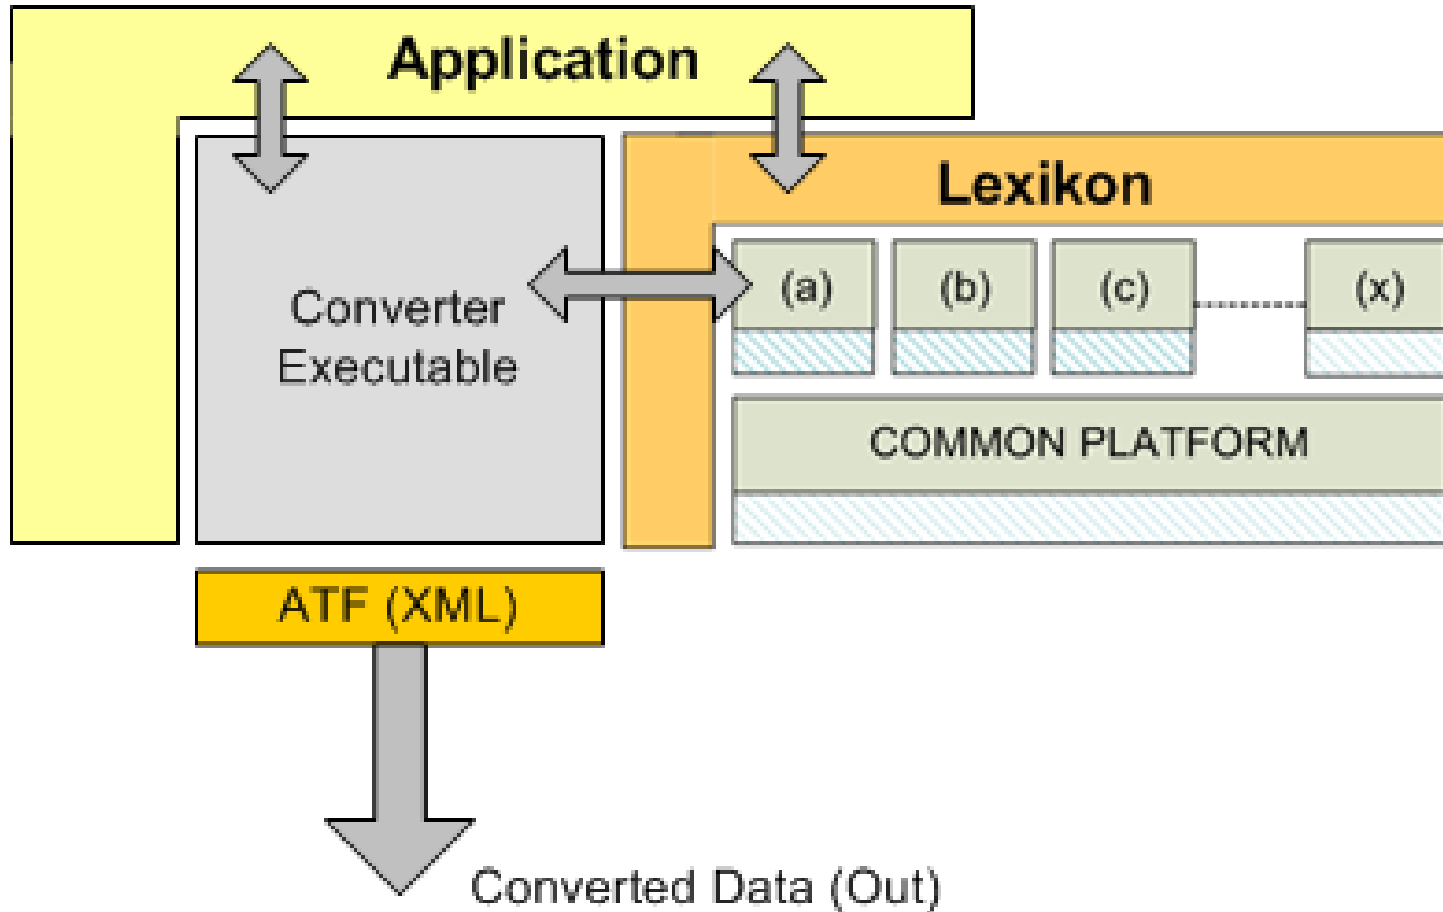 Application
Lexikon
(a) (b) (c) (x)
Converter
Executable
COMMON PLATFORM
ATF (XML)
Converted Data (Out)